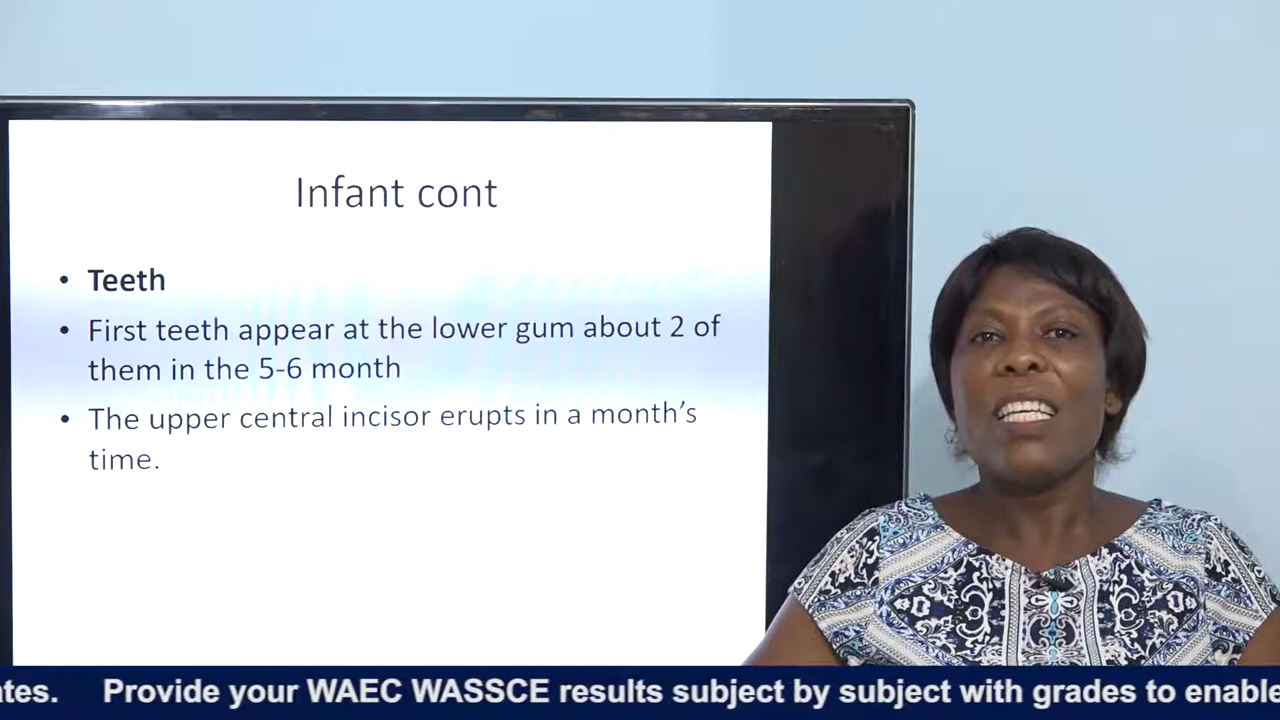 Infant cont
• Teeth
• First teeth appear at the lower gum about 2 of
them in the 5-6 month
• The upper central incisor erupts in a month’s
time.
Provide your WAEC WASSCE results subject by subject with grades to enable